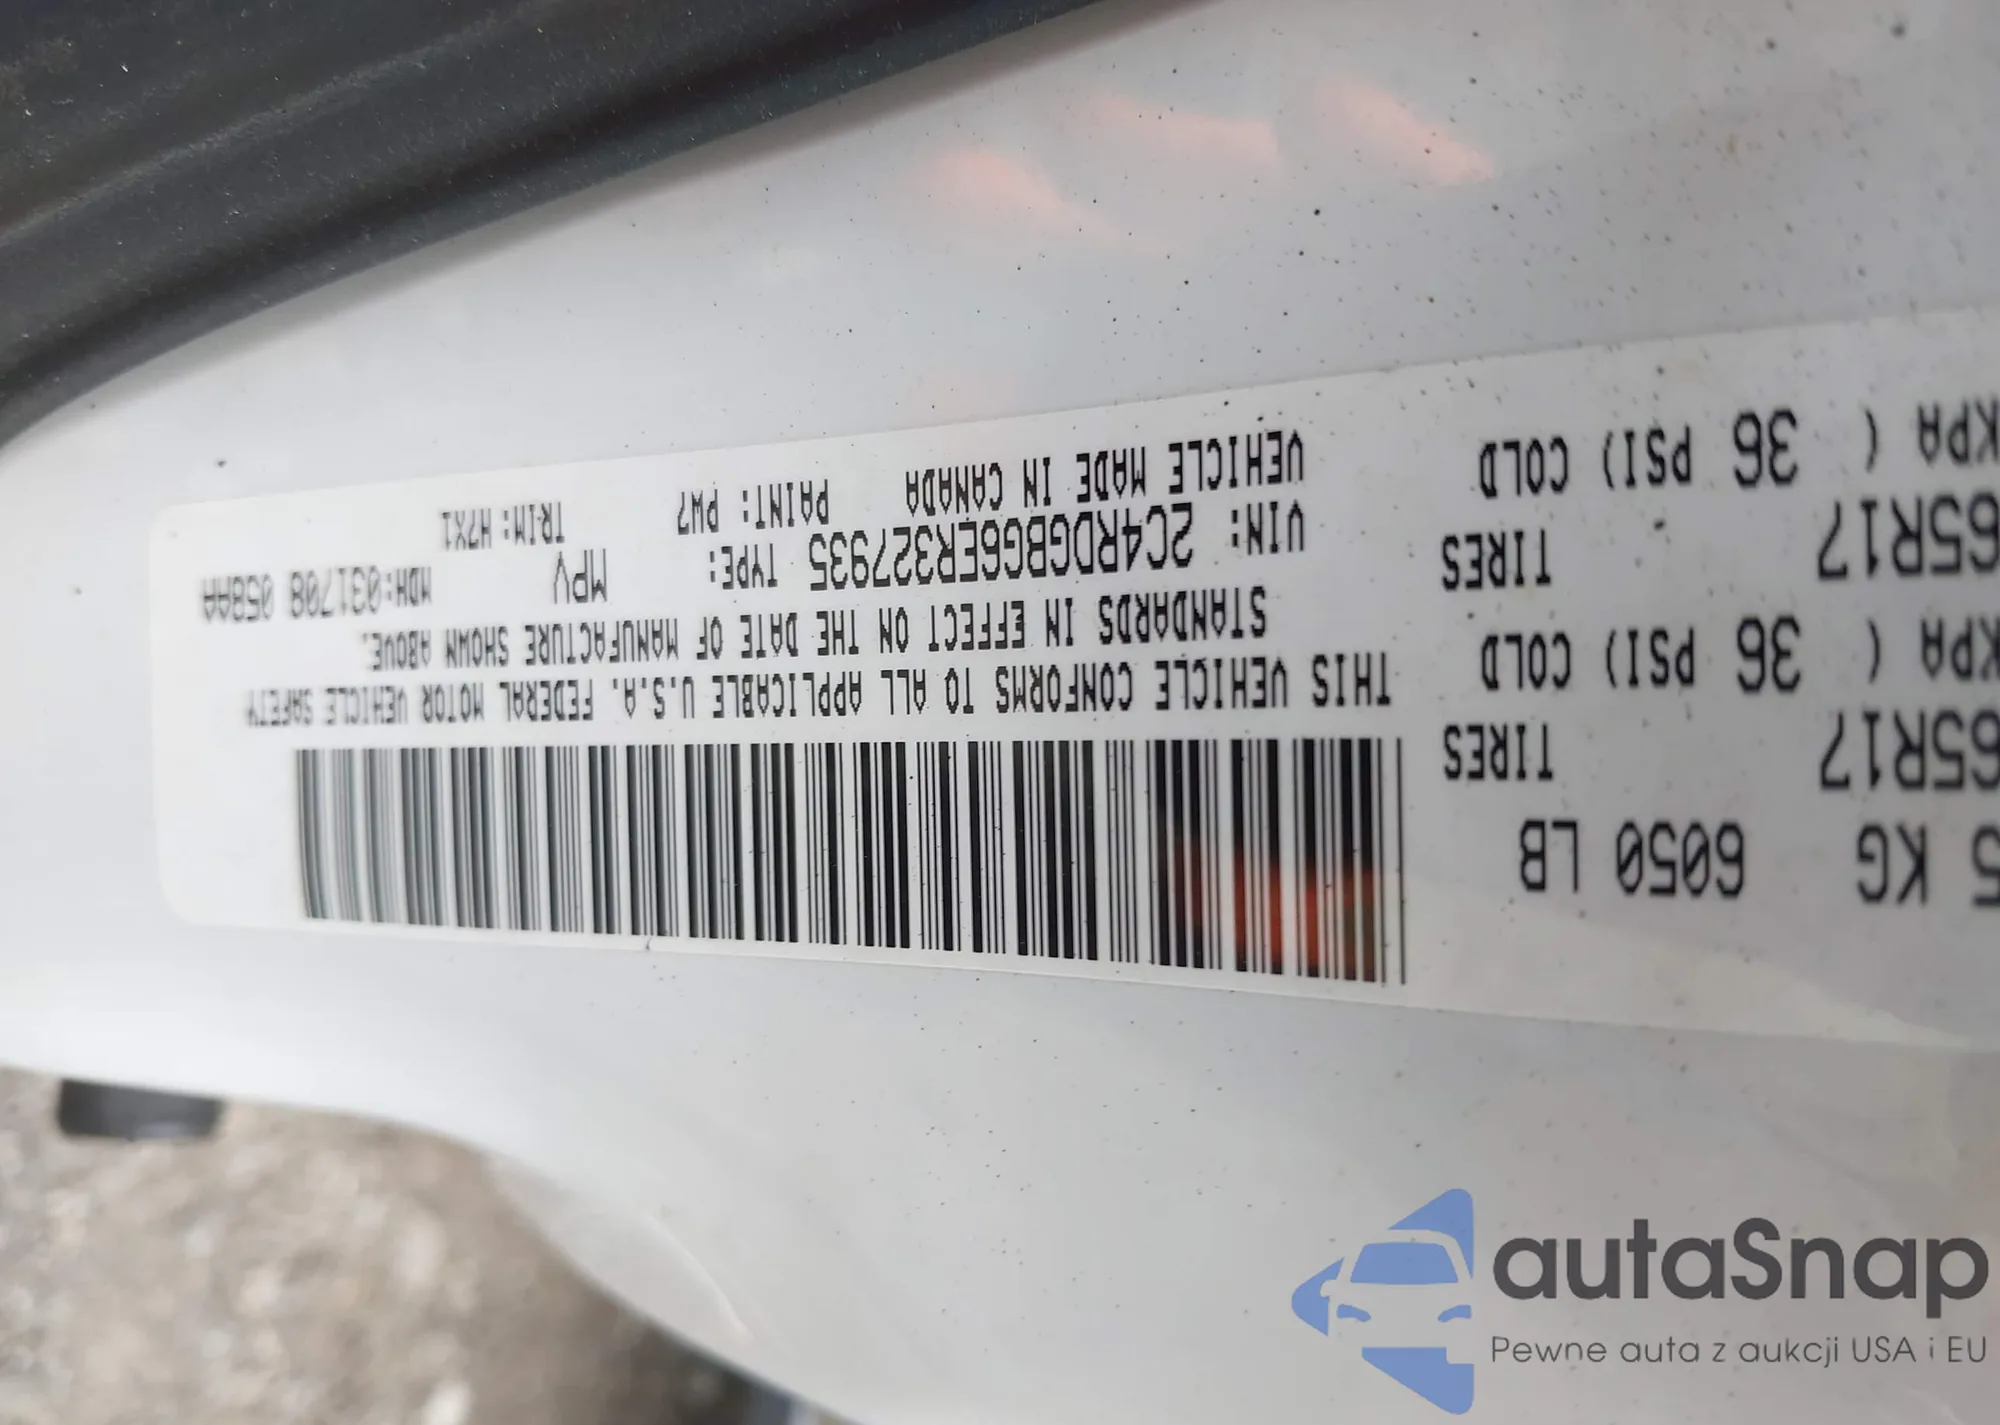 5 KG 6050 LB
65R17 TIRES
KPA ( 36 PSI) COLD
65R17 TIRES
KPA ( 36 PSI) COLD
THIS VEHICLE CONFORMS TO ALL APPLICABLE U.S.A. FEDERAL MOTOR VEHICLE SAFETY
STANDARDS IN EFFECT ON THE DATE OF MANUFACTURE SHOWN ABOVE.
VIN: 2C4RDGBG6ER327935 TYPE: MPV MDH:031708 058AA
VEHICLE MADE IN CANADA PAINT: PW7 TRIM: H7X1
autaSnap
Pewne auta z aukcji USA i EU